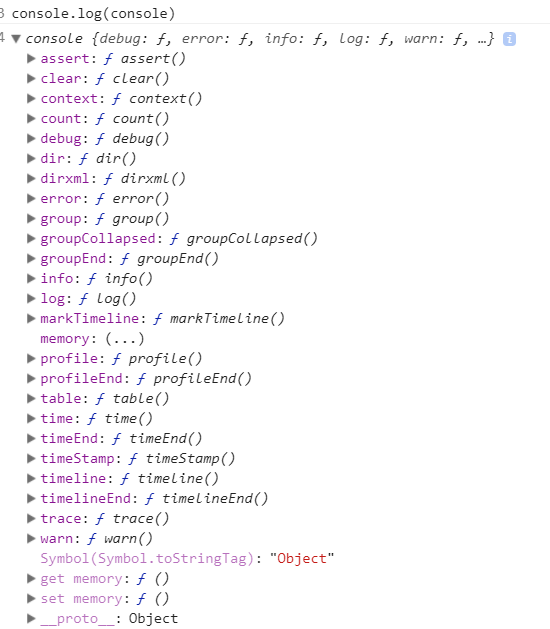 3 console.log(console)
4 ▼ console {debug: ƒ, error: ƒ, info: ƒ, log: ƒ, warn: ƒ, …} i
▶ assert: ƒ assert()
▶ clear: ƒ clear()
▶ context: ƒ context()
▶ count: ƒ count()
▶ debug: ƒ debug()
▶ dir: ƒ dir()
▶ dirxml: ƒ dirxml()
▶ error: ƒ error()
▶ group: ƒ group()
▶ groupCollapsed: ƒ groupCollapsed()
▶ groupEnd: ƒ groupEnd()
▶ info: ƒ info()
▶ log: ƒ log()
▶ markTimeline: ƒ markTimeline()
memory: (...)
▶ profile: ƒ profile()
▶ profileEnd: ƒ profileEnd()
▶ table: ƒ table()
▶ time: ƒ time()
▶ timeEnd: ƒ timeEnd()
▶ timeStamp: ƒ timeStamp()
▶ timeline: ƒ timeline()
▶ timelineEnd: ƒ timelineEnd()
▶ trace: ƒ trace()
▶ warn: ƒ warn()
Symbol(Symbol.toStringTag): "Object"
▶ get memory: ƒ ()
▶ set memory: ƒ ()
▶ __proto__: Object